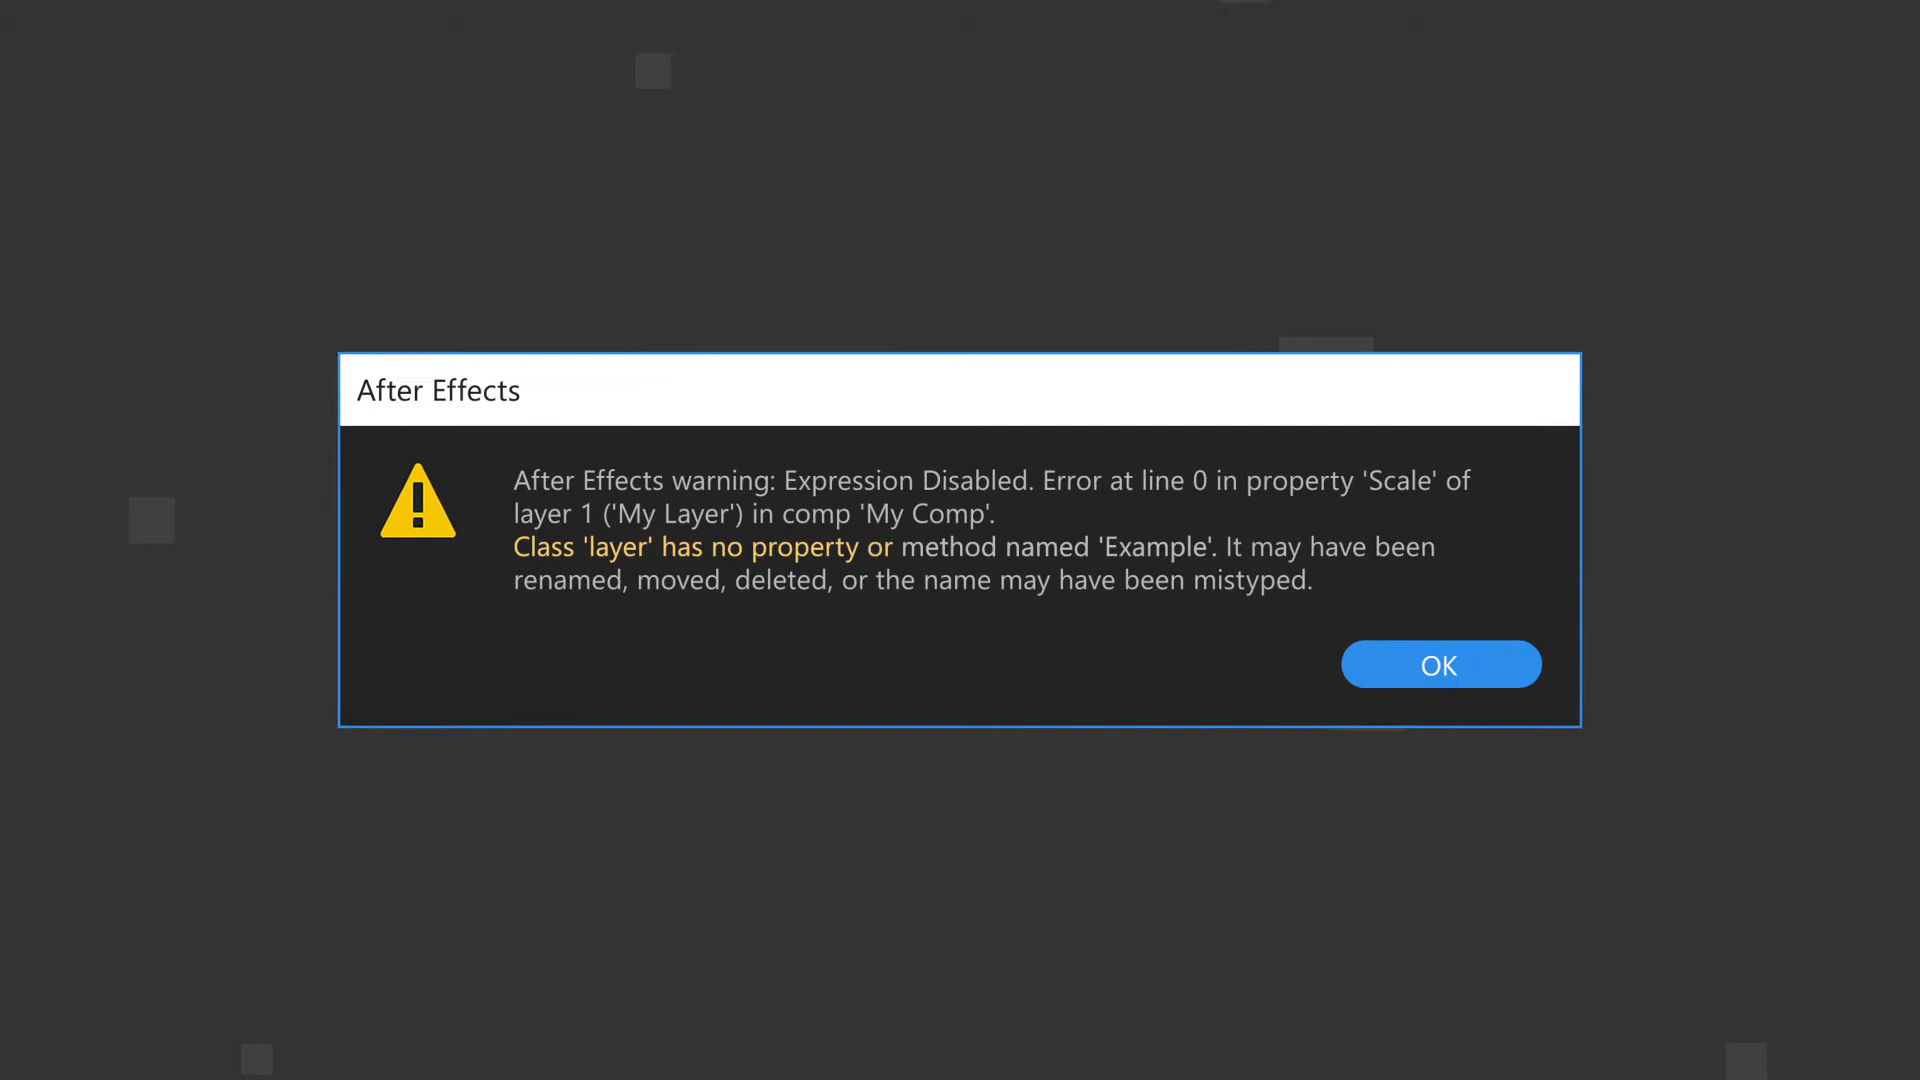 After Effects
After Effects warning: Expression Disabled. Error at line 0 in property 'Scale' of
layer 1 ('My Layer') in comp 'My Comp'.
Class 'layer' has no property or method named 'Example'. It may have been
renamed, moved, deleted, or the name may have been mistyped.
OK